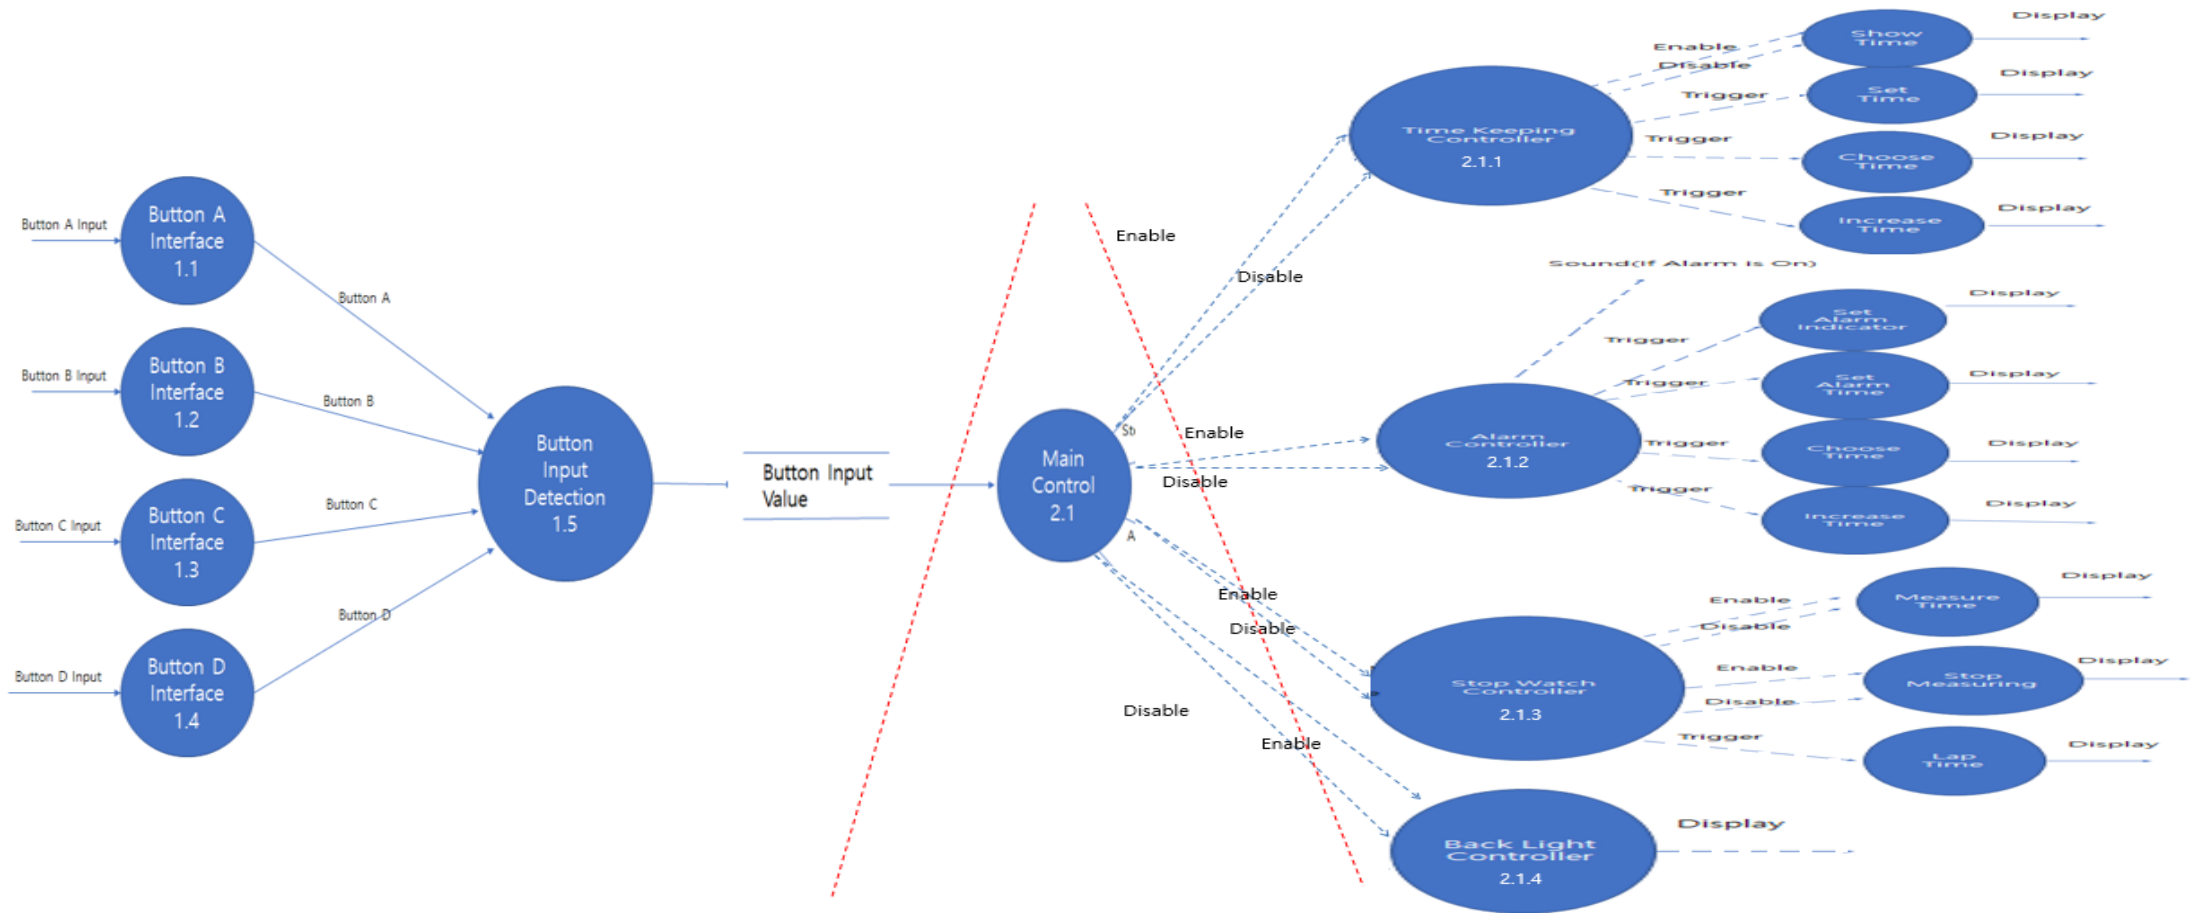 Button A Input
Button A
Interface
1.1
Button A
Button B Input
Button B
Interface
1.2
Button B
Button C Input
Button C
Interface
1.3
Button C
Button D Input
Button D
Interface
1.4
Button D
Button
Input
Detection
1.5
Button Input
Value
Main
Control
2.1
St
A
Enable
Disable
Enable
Disable
Enable
Disable
Disable
Enable
Time Keeping
Controller
2.1.1
Enable
Disable
Trigger
Trigger
Trigger
Show
Time
Display
Set
Time
Display
Choose
Time
Display
Increase
Time
Display
Sound(If Alarm is On)
Alarm
Controller
2.1.2
Trigger
Trigger
Trigger
Trigger
Set
Alarm
Indicator
Display
Set
Alarm
Time
Display
Choose
Time
Display
Increase
Time
Display
Stop Watch
Controller
2.1.3
Enable
Disable
Enable
Disable
Trigger
Measure
Time
Display
Stop
Measuring
Display
Lap
Time
Display
Back Light
Controller
2.1.4
Display